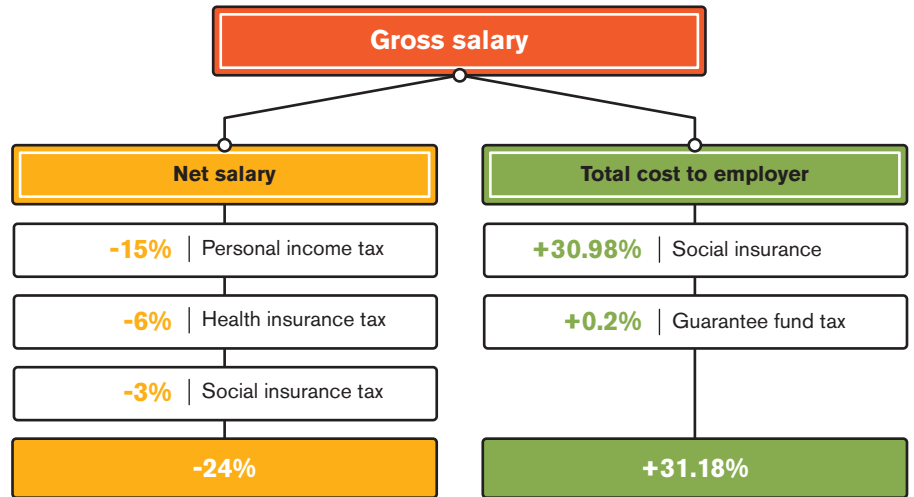 Gross salary
Net salary
-15% | Personal income tax
-6% | Health insurance tax
-3% | Social insurance tax
-24%
Total cost to employer
+30.98% | Social insurance
+0.2% | Guarantee fund tax
+31.18%